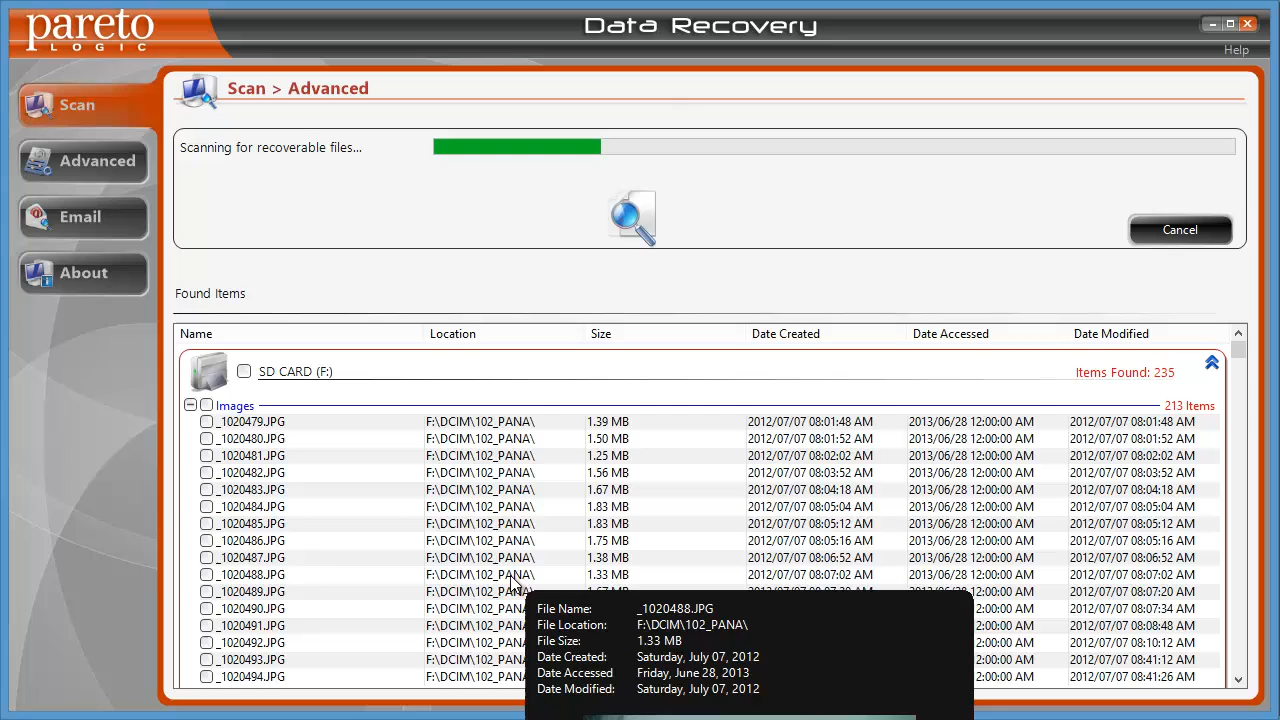 pareto
LOGIC
Data Recovery
Help
Scan
Advanced
Email
About
Scan > Advanced
Scanning for recoverable files...
Cancel
Found Items
Name Location Size Date Created Date Accessed Date Modified
SD CARD (F:) Items Found: 235
Images 213 Items
_1020479.JPG F:\DCIM\102_PANA\ 1.39 MB 2012/07/07 08:01:48 AM 2013/06/28 12:00:00 AM 2012/07/07 08:01:48 AM
_1020480.JPG F:\DCIM\102_PANA\ 1.50 MB 2012/07/07 08:01:52 AM 2013/06/28 12:00:00 AM 2012/07/07 08:01:52 AM
_1020481.JPG F:\DCIM\102_PANA\ 1.25 MB 2012/07/07 08:02:02 AM 2013/06/28 12:00:00 AM 2012/07/07 08:02:02 AM
_1020482.JPG F:\DCIM\102_PANA\ 1.56 MB 2012/07/07 08:03:52 AM 2013/06/28 12:00:00 AM 2012/07/07 08:03:52 AM
_1020483.JPG F:\DCIM\102_PANA\ 1.67 MB 2012/07/07 08:04:18 AM 2013/06/28 12:00:00 AM 2012/07/07 08:04:18 AM
_1020484.JPG F:\DCIM\102_PANA\ 1.83 MB 2012/07/07 08:05:04 AM 2013/06/28 12:00:00 AM 2012/07/07 08:05:04 AM
_1020485.JPG F:\DCIM\102_PANA\ 1.83 MB 2012/07/07 08:05:12 AM 2013/06/28 12:00:00 AM 2012/07/07 08:05:12 AM
_1020486.JPG F:\DCIM\102_PANA\ 1.75 MB 2012/07/07 08:05:16 AM 2013/06/28 12:00:00 AM 2012/07/07 08:05:16 AM
_1020487.JPG F:\DCIM\102_PANA\ 1.38 MB 2012/07/07 08:06:52 AM 2013/06/28 12:00:00 AM 2012/07/07 08:06:52 AM
_1020488.JPG F:\DCIM\102_PANA\ 1.33 MB 2012/07/07 08:07:02 AM 2013/06/28 12:00:00 AM 2012/07/07 08:07:02 AM
_1020489.JPG F:\DCIM\102_PANA\ 2012/07/07 08:07:20 AM
_1020490.JPG F:\DCIM\102_PANA 2012/07/07 08:07:34 AM
_1020491.JPG F:\DCIM\102_PANA 2012/07/07 08:08:48 AM
_1020492.JPG F:\DCIM\102_PANA 2012/07/07 08:10:12 AM
_1020493.JPG F:\DCIM\102_PANA 2012/07/07 08:41:12 AM
_1020494.JPG F:\DCIM\102_PANA 2012/07/07 08:41:26 AM
File Name: _1020488.JPG
File Location: F:\DCIM\102_PANA\
File Size: 1.33 MB
Date Created: Saturday, July 07, 2012
Date Accessed Friday, June 28, 2013
Date Modified: Saturday, July 07, 2012